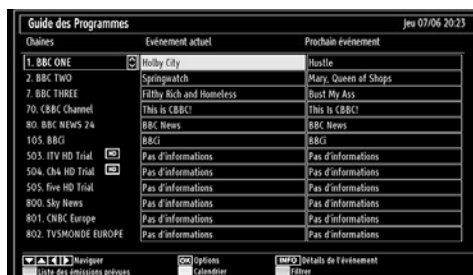 Guide des Programmes Jeu 07/06 20:23
Chaînes Evénement actuel Prochain événement
1. BBC ONE Holby City Hustle
2. BBC TWO Springwatch Mary, Queen of Shops
7. BBC THREE Filthy Rich and Homeless Bust My Ass
70. CBBC Channel This is CBBC! This Is CBBC!
80. BBC NEWS 24 BBC News BBC News
105. BBCi BBCi BBCi
503. ITV HD Trial HD Pas d'informations Pas d'informations
504. Ch4 HD Trial HD Pas d'informations Pas d'informations
505. five HD Trial Pas d'informations Pas d'informations
800. Sky News Pas d'informations Pas d'informations
801. CNBC Europe Pas d'informations Pas d'informations
802. TV5MONDE EUROPE Pas d'informations Pas d'informations
Naviguer OK Options INFO Détails de l'événement
Liste des émissions prévues Calendrier Filtrer